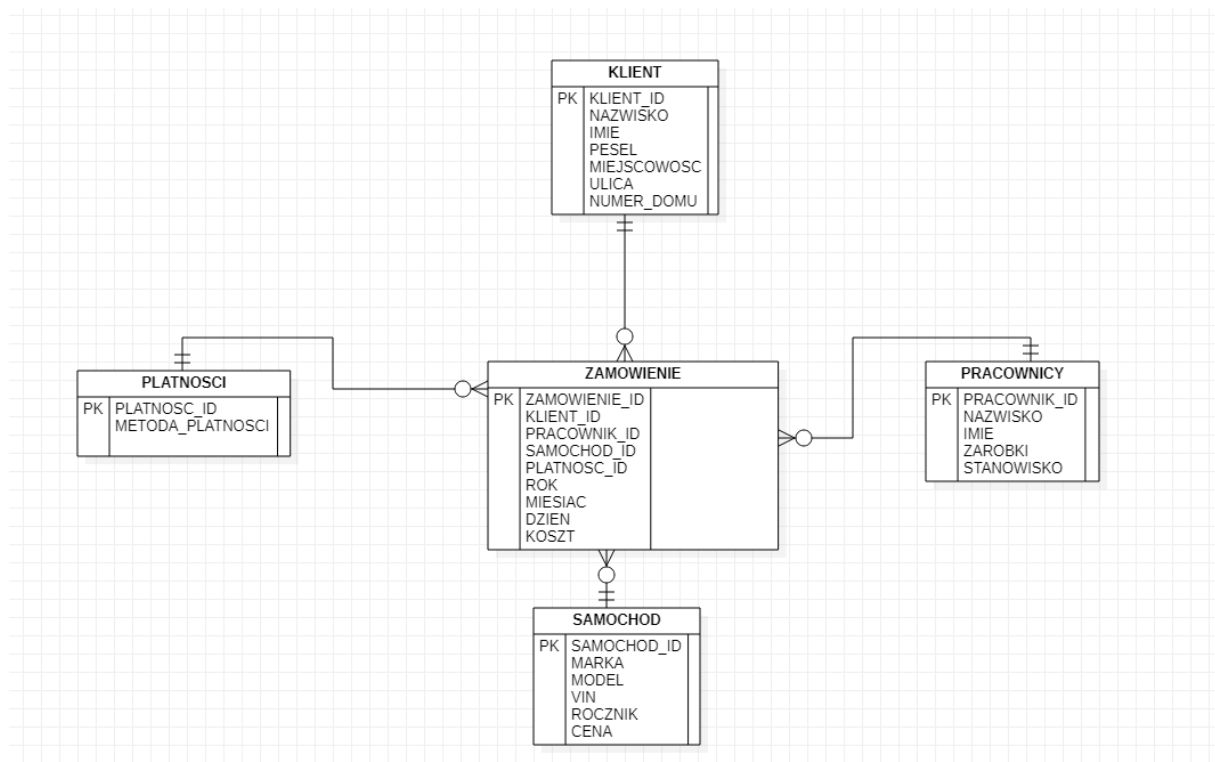 KLIENT
PK KLIENT_ID
NAZWISKO
IMIE
PESEL
MIEJSCOWOSC
ULICA
NUMER_DOMU
PLATNOSCI
PK PLATNOSC_ID
METODA_PLATNOSCI
ZAMOWIENIE
PK ZAMOWIENIE_ID
KLIENT_ID
PRACOWNIK_ID
SAMOCHOD_ID
PLATNOSC_ID
ROK
MIESIAC
DZIEN
KOSZT
PRACOWNICY
PK PRACOWNIK_ID
NAZWISKO
IMIE
ZAROBKI
STANOWISKO
SAMOCHOD
PK SAMOCHOD_ID
MARKA
MODEL
VIN
ROCZNIK
CENA